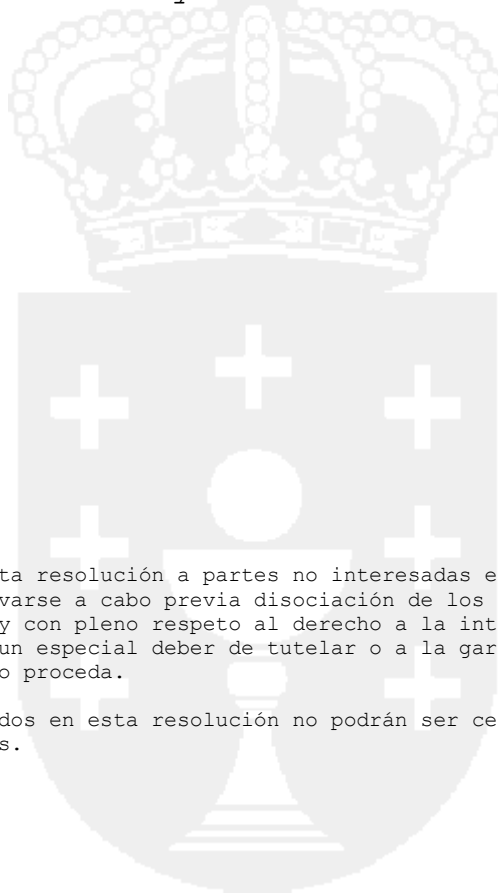 ta resolución a partes no interesadas e
varse a cabo previa disociación de los
y con pleno respeto al derecho a la int
un especial deber de tutelar o a la gar
o proceda.
dos en esta resolución no podrán ser ce
s.